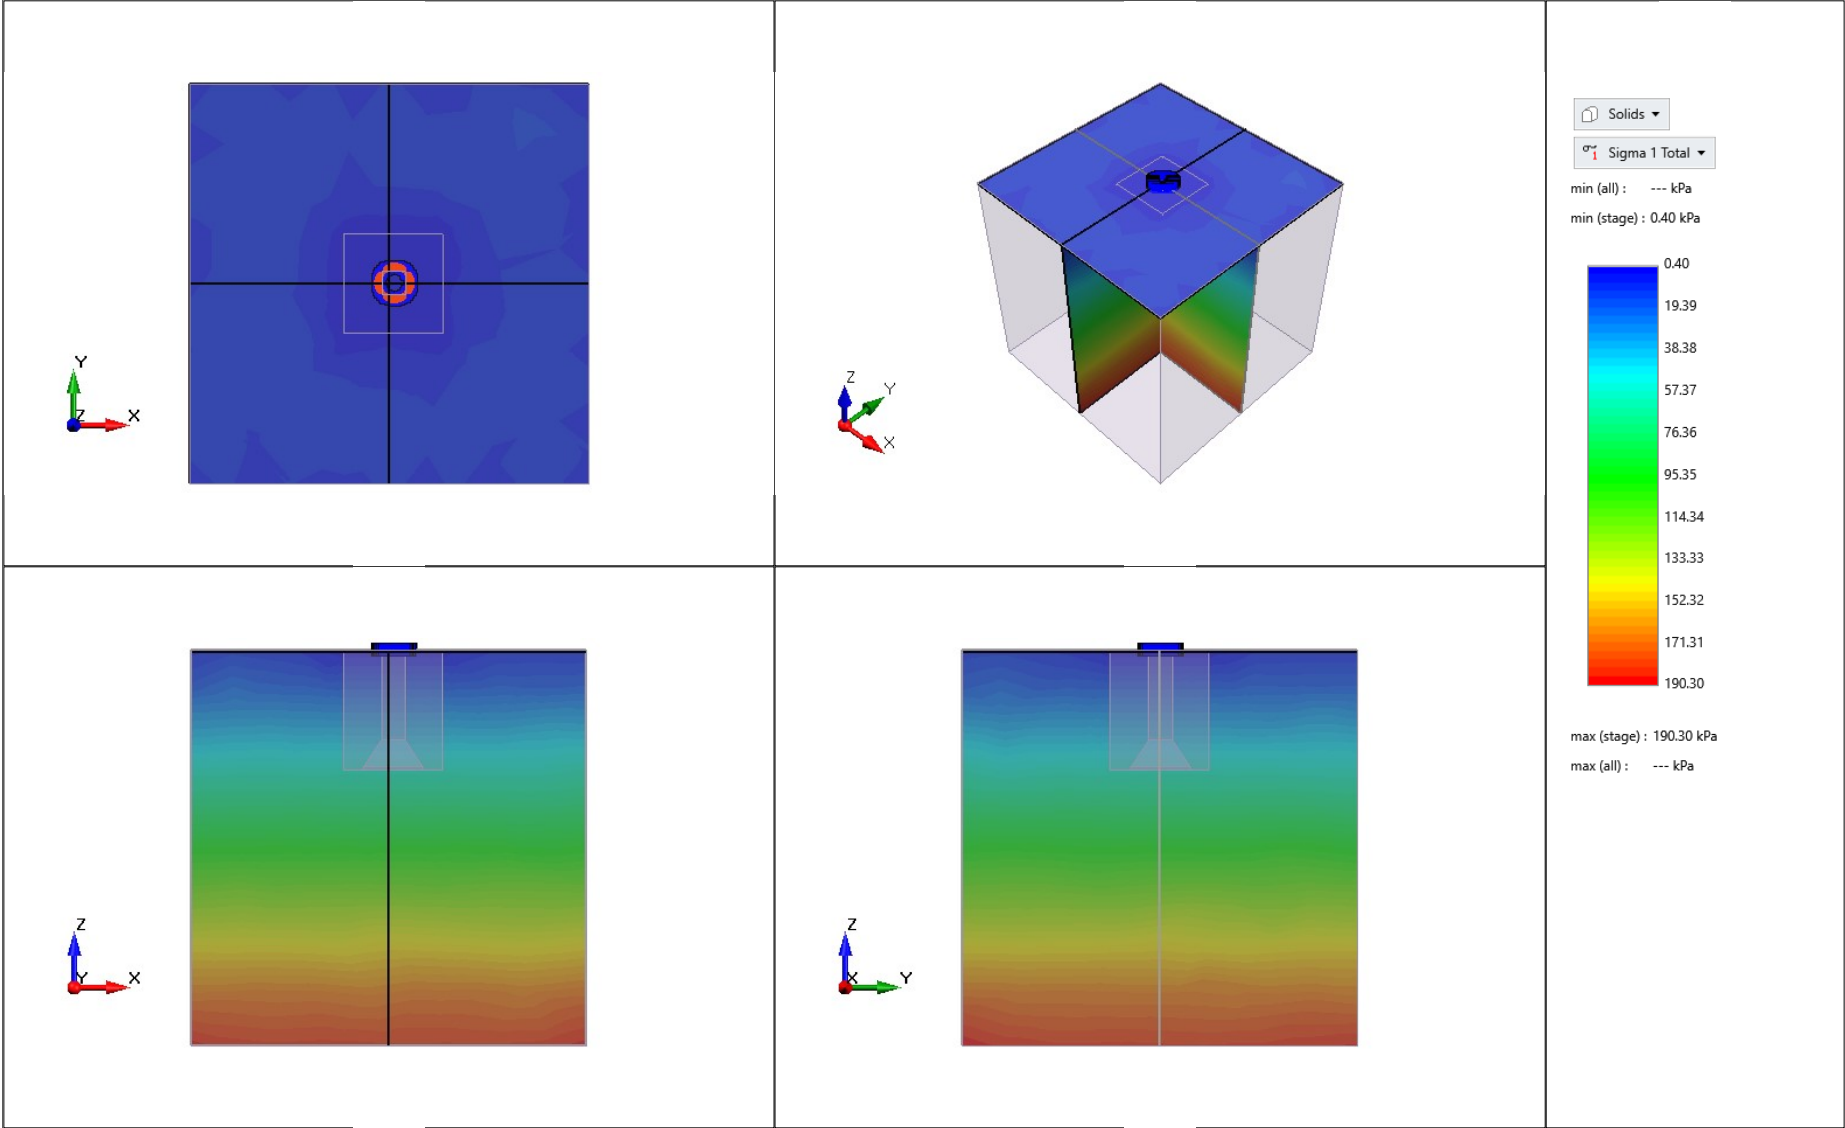 Y
Z
X
Z
Y
X
Z
Y
X
Z
X
Y
Solids
σ1 Sigma 1 Total
min (all) : --- kPa
min (stage) : 0.40 kPa
0.40
19.39
38.38
57.37
76.36
95.35
114.34
133.33
152.32
171.31
190.30
max (stage) : 190.30 kPa
max (all) : --- kPa